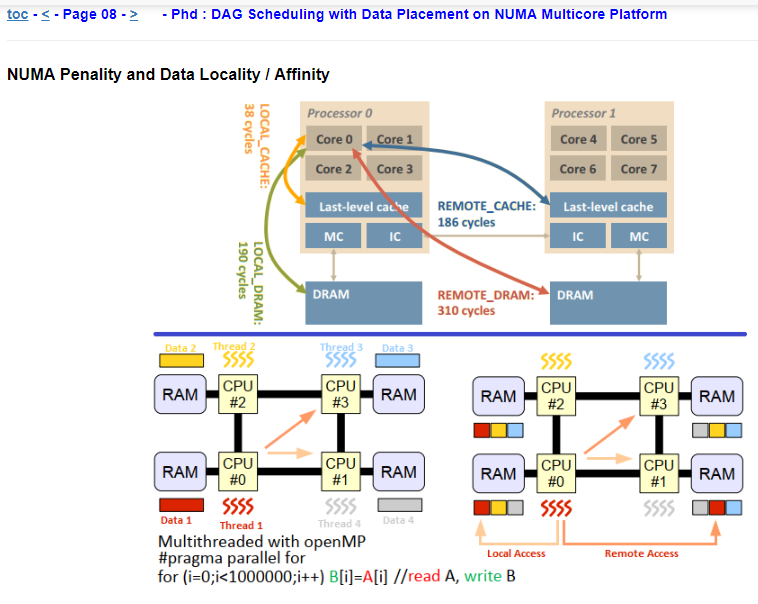 toc - < - Page 08 - > - Phd : DAG Scheduling with Data Placement on NUMA Multicore Platform
NUMA Penality and Data Locality / Affinity
Processor 0
Processor 1
LOCAL_CACHE:
38 cycles
Core 0
Core 1
Core 4
Core 5
Core 2
Core 3
Core 6
Core 7
Last-level cache
REMOTE_CACHE:
186 cycles
Last-level cache
MC
IC
IC
MC
LOCAL_DRAM:
190 cycles
DRAM
REMOTE_DRAM:
310 cycles
DRAM
Data 2
Thread 2
Thread 3
Data 3
RAM
CPU
#2
CPU
#3
RAM
RAM
CPU
#2
CPU
#3
RAM
RAM
CPU
#0
CPU
#1
RAM
RAM
CPU
#0
CPU
#1
RAM
Data 1
Thread 1
Thread 4
Data 4
Local Access
Remote Access
Multithreaded with openMP
#pragma parallel for
for (i=0;i<1000000;i++) B[i]=A[i] //read A, write B